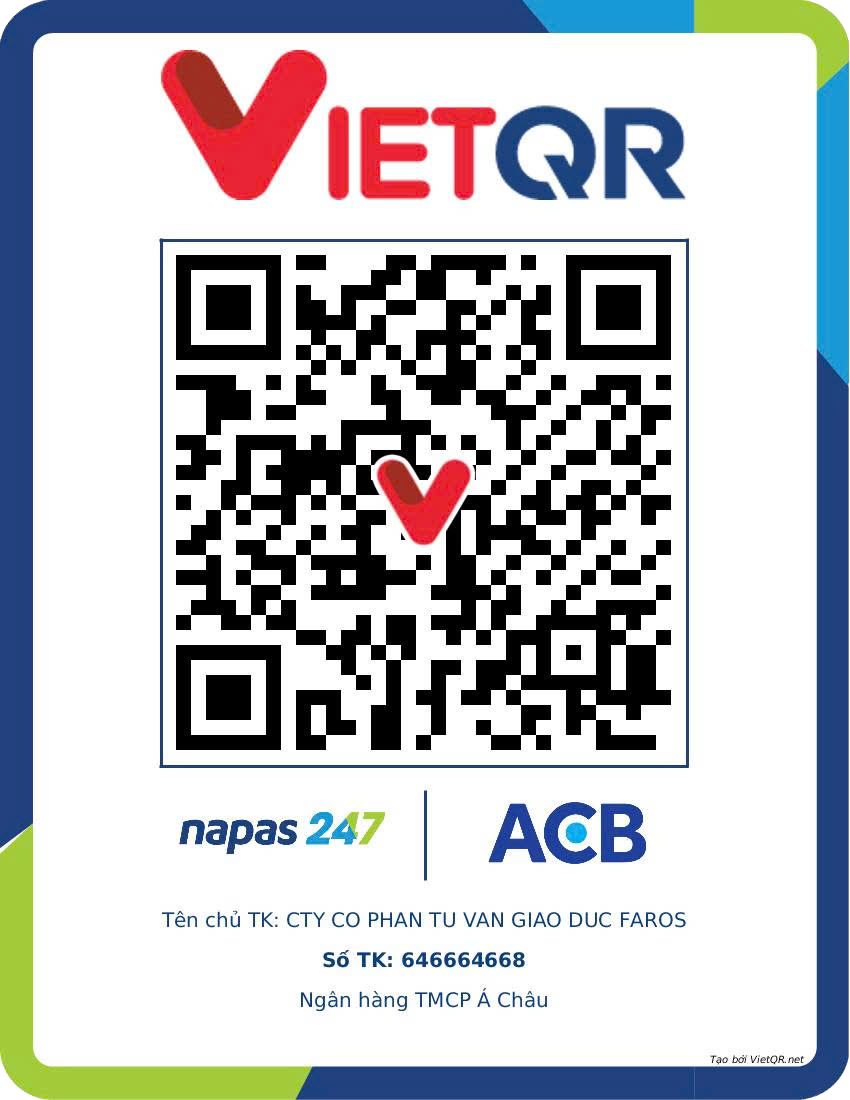 VIETQR
napas 247
ACB
Tên chủ TK: CTY CO PHAN TU VAN GIAO DUC FAROS
Số TK: 646664668
Ngân hàng TMCP Á Châu
Tạo bởi VietQR.net